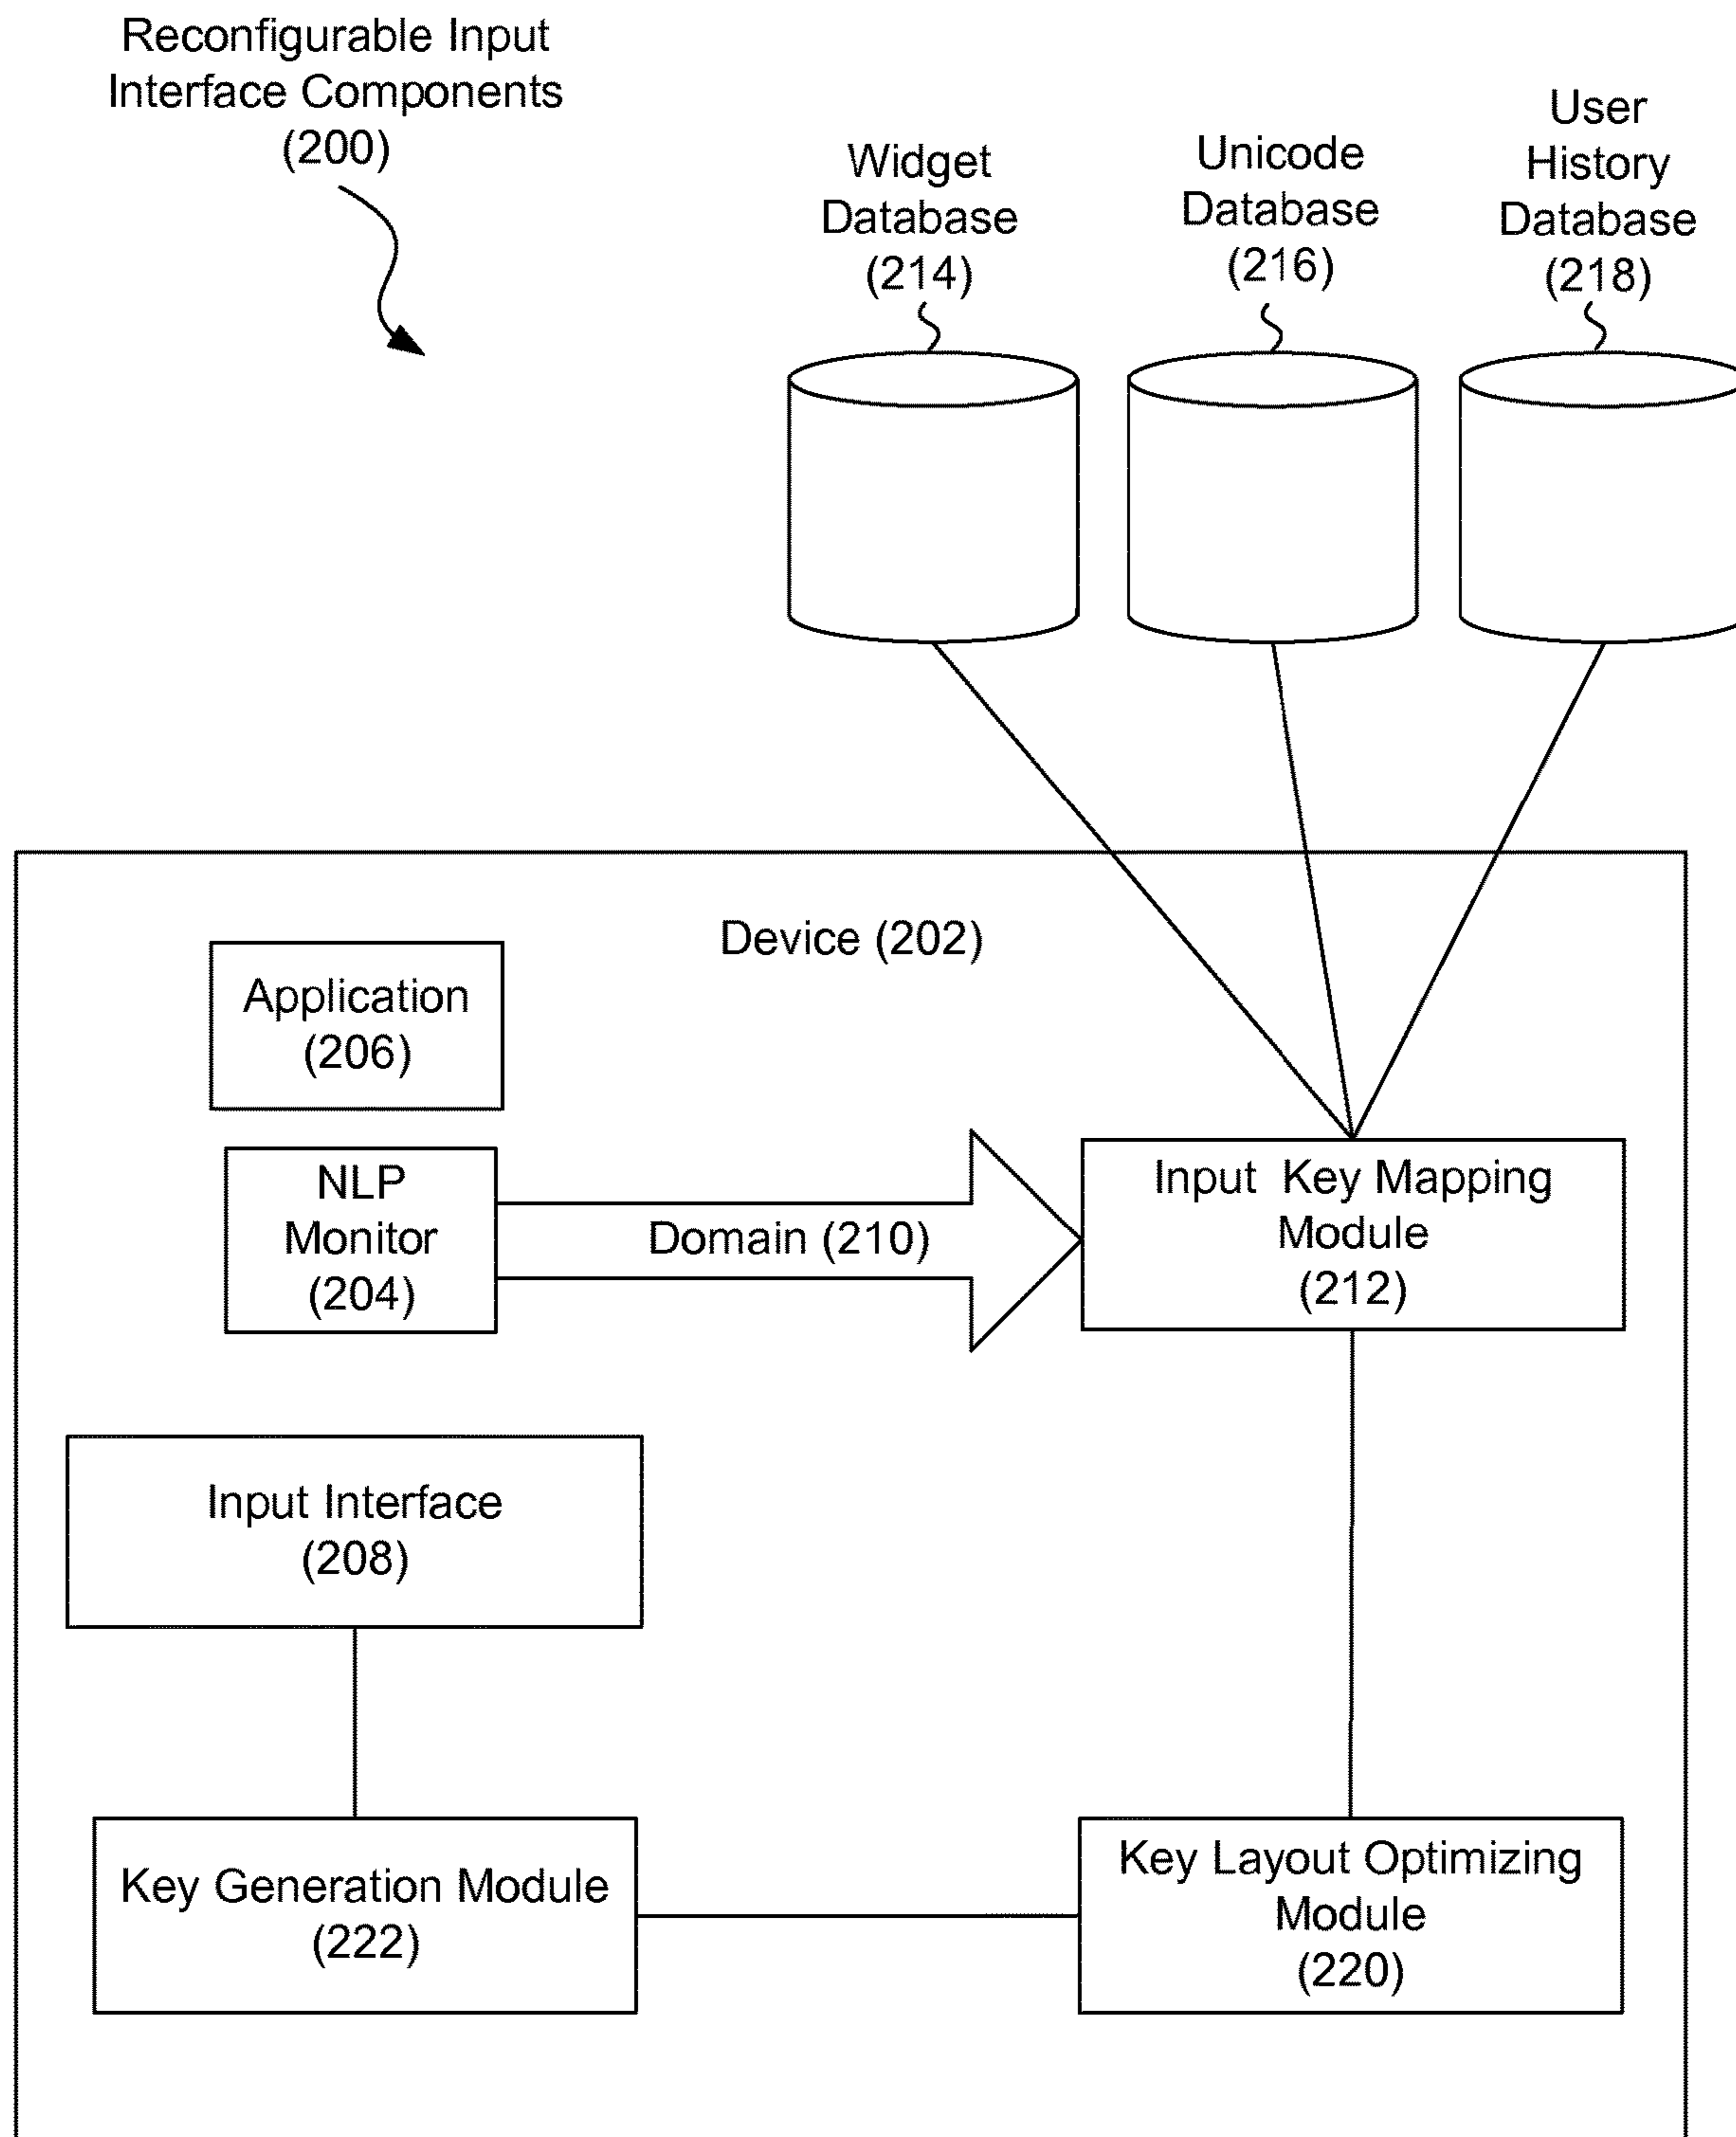 Reconfigurable Input
Interface Components
(200)
Widget
Database
(214)
Unicode
Database
(216)
User
History
Database
(218)
Device (202)
Application
(206)
NLP
Monitor
(204)
Domain (210)
Input Key Mapping
Module
(212)
Input Interface
(208)
Key Generation Module
(222)
Key Layout Optimizing
Module
(220)